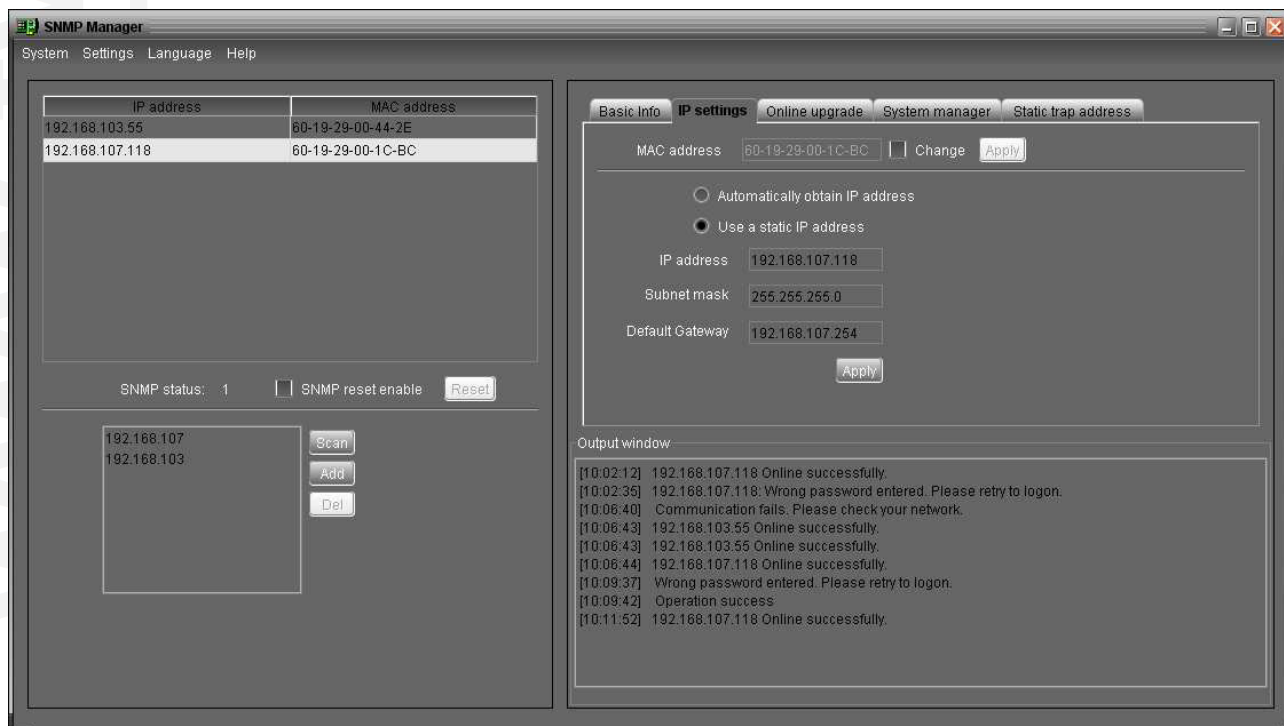 SNMP Manager
System Settings Language Help
IP address MAC address
192.168.103.55 60-19-29-00-44-2E
192.168.107.118 60-19-29-00-1C-BC
SNMP status: 1 SNMP reset enable Reset
192.168.107
192.168.103
Scan
Add
Del
Basic Info IP settings Online upgrade System manager Static trap address
MAC address 60-19-29-00-1C-BC Change Apply
Automatically obtain IP address
Use a static IP address
IP address 192.168.107.118
Subnet mask 255.255.255.0
Default Gateway 192.168.107.254
Apply
Output window
[10:02:12] 192.168.107.118 Online successfully.
[10:02:35] 192.168.107.118: Wrong password entered. Please retry to logon.
[10:06:40] Communication fails. Please check your network.
[10:06:43] 192.168.103.55 Online successfully.
[10:06:43] 192.168.103.55 Online successfully.
[10:06:44] 192.168.107.118 Online successfully.
[10:09:37] Wrong password entered. Please retry to logon.
[10:09:42] Operation success
[10:11:52] 192.168.107.118 Online successfully.